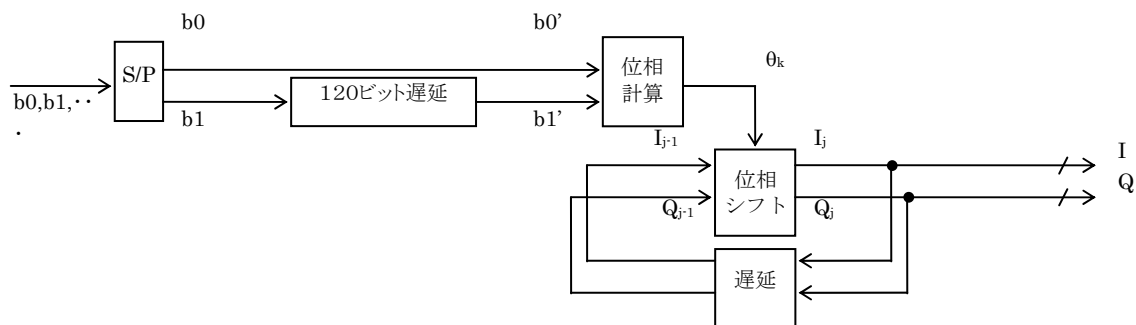 b0
b0’
S/P
b0,b1,‥
.
b1
120ビット遅延
b1’
位相
計算
θk
Ij-1
Ij
I
Qj-1
位相
シフト
Qj
Q
遅延